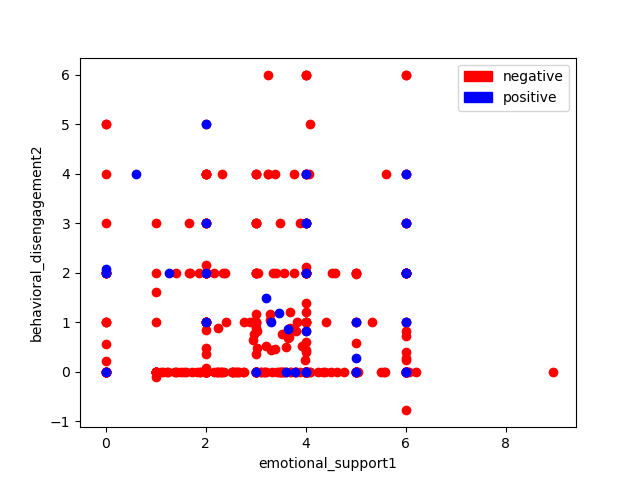 negative
positive
6
5
4
3
2
1
0
−1
behavioral_disengagement2
0 2 4 6 8
emotional_support1